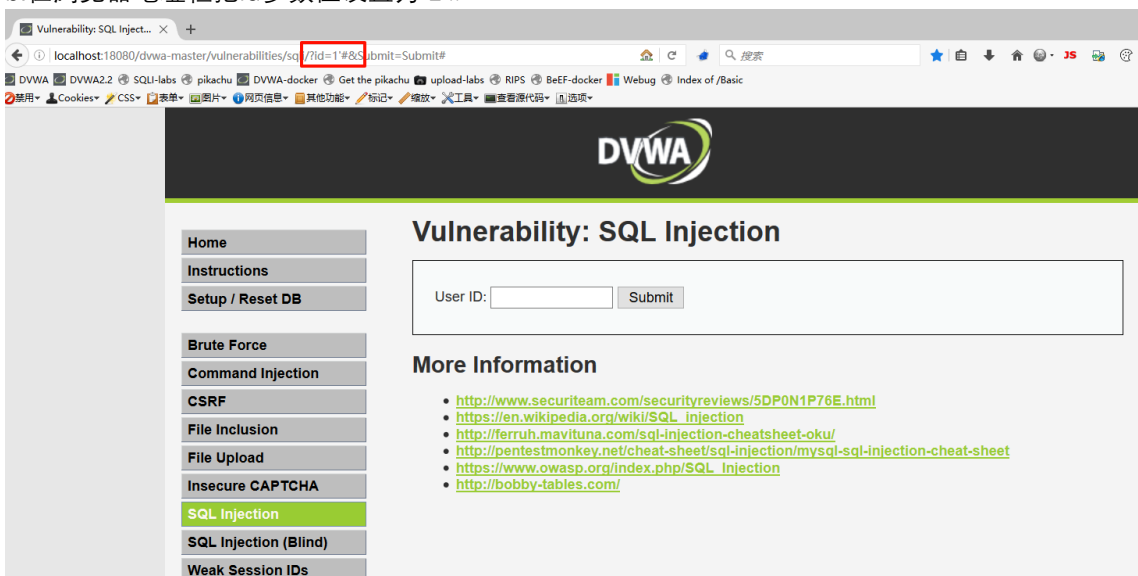 Vulnerability: SQL Inject... × +
localhost:18080/dvwa-master/vulnerabilities/sqli/?id=1'#&Submit=Submit# 搜索 JS
DVWA DVWA2.2 SQLI-labs pikachu DVWA-docker Get the pikachu upload-labs RIPS BeEF-docker Webug Index of /Basic
禁用 Cookies CSS 表单 图片 网页信息 其他功能 标记 缩放 工具 查看源代码 选项
DVWA
Vulnerability: SQL Injection
Home
Instructions
Setup / Reset DB
User ID: Submit
Brute Force
Command Injection
CSRF
File Inclusion
File Upload
Insecure CAPTCHA
SQL Injection
SQL Injection (Blind)
Weak Session IDs
More Information
http://www.securiteam.com/securityreviews/5DP0N1P76E.html
https://en.wikipedia.org/wiki/SQL_injection
http://ferruh.mavituna.com/sql-injection-cheatsheet-oku/
http://pentestmonkey.net/cheat-sheet/sql-injection/mysql-sql-injection-cheat-sheet
https://www.owasp.org/index.php/SQL_Injection
http://bobby-tables.com/